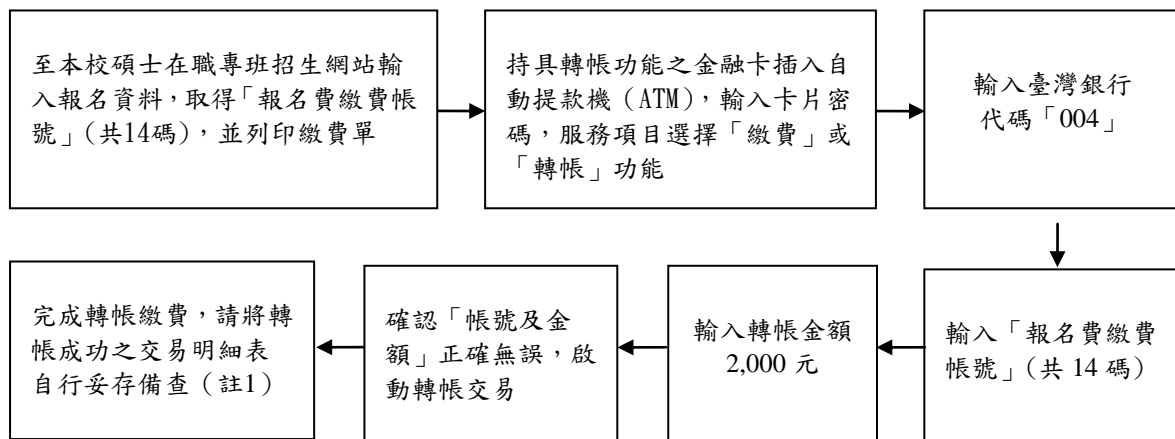 至本校碩士在職專班招生網站輸
入報名資料,取得「報名費繳費帳
號」(共14碼),並列印繳費單
持具轉帳功能之金融卡插入自
動提款機(ATM),輸入卡片密
碼,服務項目選擇「繳費」或
「轉帳」功能
輸入臺灣銀行
代碼「004」
輸入「報名費繳費
帳號」(共 14 碼)
輸入轉帳金額
2,000 元
確認「帳號及金
額」正確無誤,啟
動轉帳交易
完成轉帳繳費,請將轉
帳成功之交易明細表
自行妥存備查(註1)